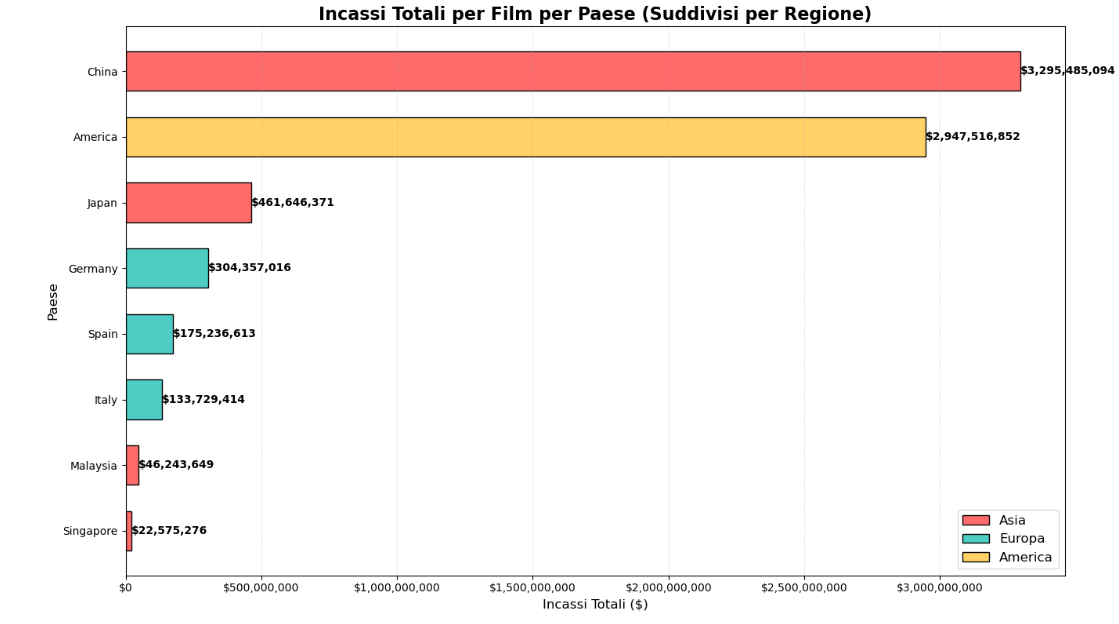 Incassi Totali per Film per Paese (Suddivisi per Regione)
China
$3,295,485,094
America
$2,947,516,852
Japan
$461,646,371
Germany
$304,357,016
Paese
Spain
$175,236,613
Italy
$133,729,414
Malaysia
$46,243,649
Singapore
$22,575,276
Asia
Europa
America
$0
$500,000,000
$1,000,000,000
$1,500,000,000
$2,000,000,000
$2,500,000,000
$3,000,000,000
Incassi Totali ($)